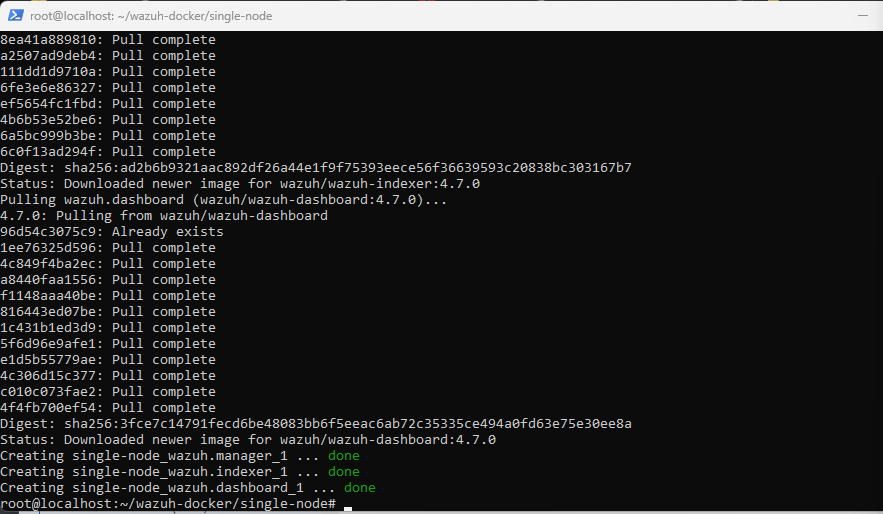 root@localhost: ~/wazuh-docker/single-node
8ea41a889810: Pull complete
a2507ad9deb4: Pull complete
111dd1d9710a: Pull complete
6fe3e6e86327: Pull complete
ef5654fc1fbd: Pull complete
4b6b53e52be6: Pull complete
6a5bc999b3be: Pull complete
6c0f13ad294f: Pull complete
Digest: sha256:ad2b6b9321aac892df26a44e1f9f75393eece56f36639593c20838bc303167b7
Status: Downloaded newer image for wazuh/wazuh-indexer:4.7.0
Pulling wazuh.dashboard (wazuh/wazuh-dashboard:4.7.0)...
4.7.0: Pulling from wazuh/wazuh-dashboard
96d54c3075c9: Already exists
1ee76325d596: Pull complete
4c849f4ba2ec: Pull complete
a8440faa1556: Pull complete
f1148aaa40be: Pull complete
816443ed07be: Pull complete
1c431b1ed3d9: Pull complete
5f6d96e9afe1: Pull complete
e1d5b55779ae: Pull complete
4c306d15c377: Pull complete
c010c073fae2: Pull complete
4f4fb700ef54: Pull complete
Digest: sha256:3fce7c14791fecd6be48083bb6f5eeac6ab72c35335ce494a0fd63e75e30ee8a
Status: Downloaded newer image for wazuh/wazuh-dashboard:4.7.0
Creating single-node_wazuh.manager_1 ... done
Creating single-node_wazuh.indexer_1 ... done
Creating single-node_wazuh.dashboard_1 ... done
root@localhost:~/wazuh-docker/single-node#